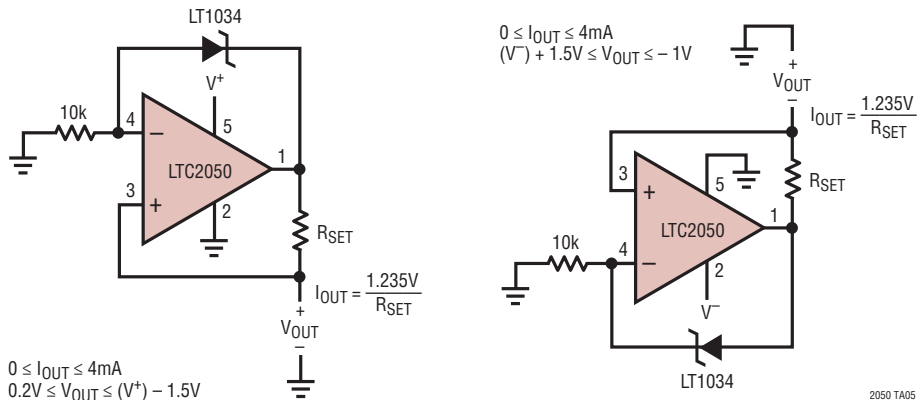 LT1034
V+
10k
4
−
5
1
LTC2050
3
+
2
RSET
IOUT = 1.235V
RSET
+
VOUT
−
0 ≤ IOUT ≤ 4mA
0.2V ≤ VOUT ≤ (V+) − 1.5V
0 ≤ IOUT ≤ 4mA
(V−) + 1.5V ≤ VOUT ≤ − 1V
+
VOUT
−
IOUT = 1.235V
RSET
3
+
5
RSET
1
LTC2050
10k
4
−
2
V−
LT1034
2050 TA05